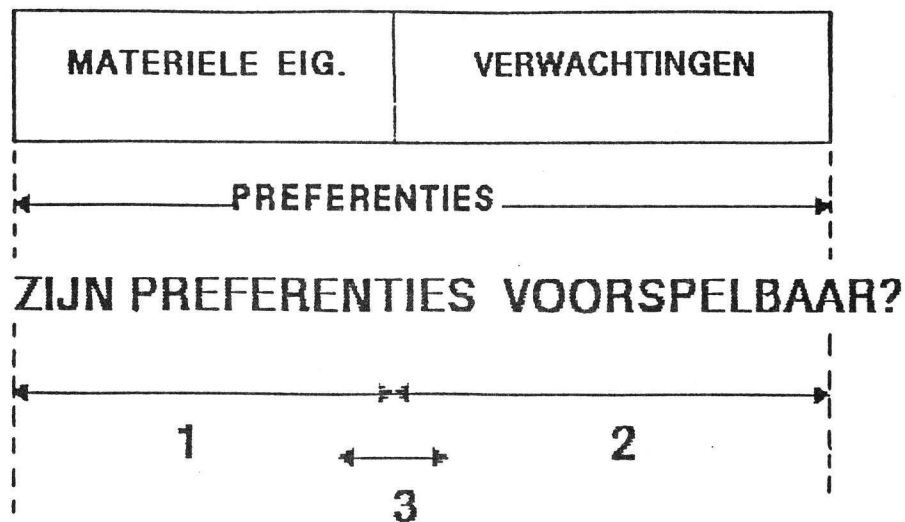 MATERIELE EIG. VERWACHTINGEN
PREFERENTIES
ZIJN PREFERENTIES VOORSPELBAAR?
1 2
3